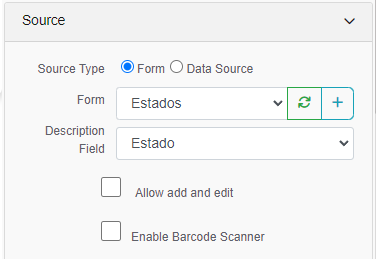 Source
Source Type Form Data Source
Form Estados
Description
Field Estado
Allow add and edit
Enable Barcode Scanner